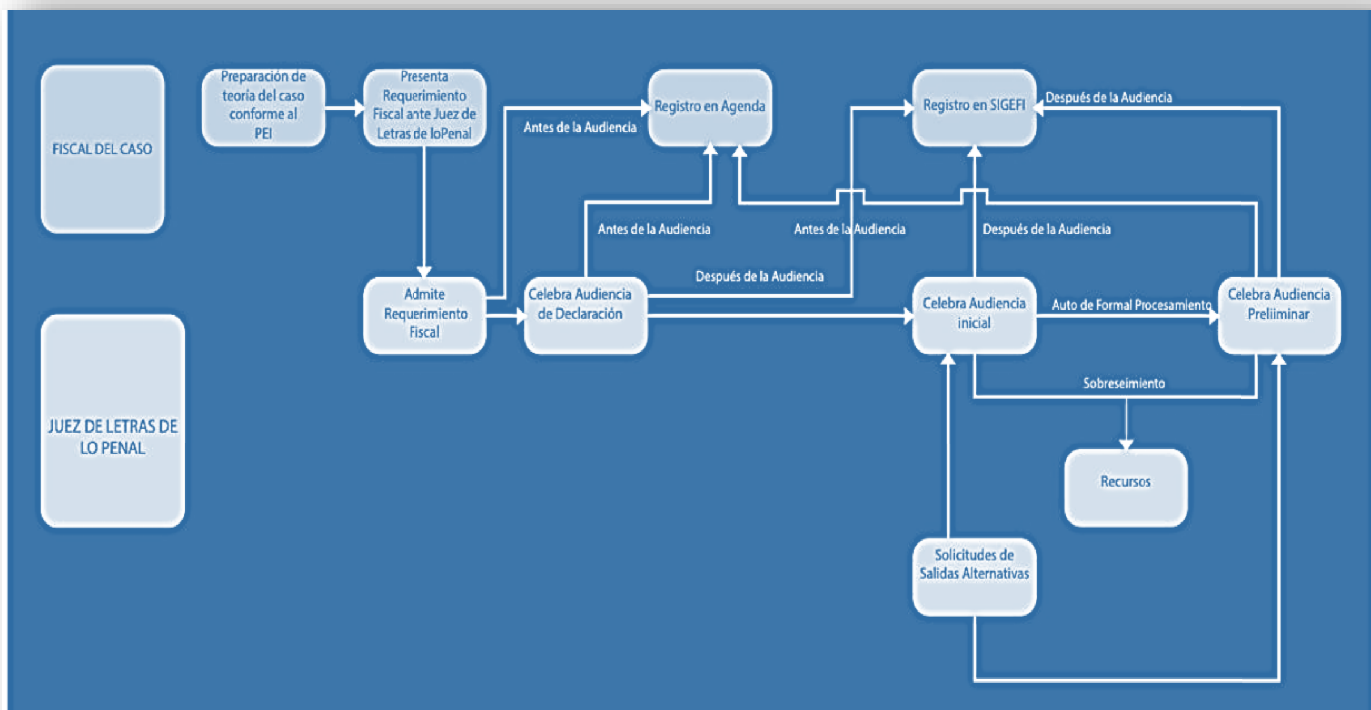 FISCAL DEL CASO
Preparación de
teoría del caso
conforme al
PEI
Presenta
Requerimiento
Fiscal ante Juez de
Letras de loPenal
Registro en Agenda
Registro en SIGEFI
Después de la Audiencia
Antes de la Audiencia
Antes de la Audiencia
Antes de la Audiencia
Después de la Audiencia
Después de la Audiencia
JUEZ DE LETRAS DE
LO PENAL
Admite
Requerimiento
Fiscal
Celebra Audiencia
de Declaración
Celebra Audiencia
inicial
Auto de Formal Procesamiento
Celebra Audiencia
Preliiminar
Sobreseimiento
Recursos
Solicitudes de
Salidas Alternativas